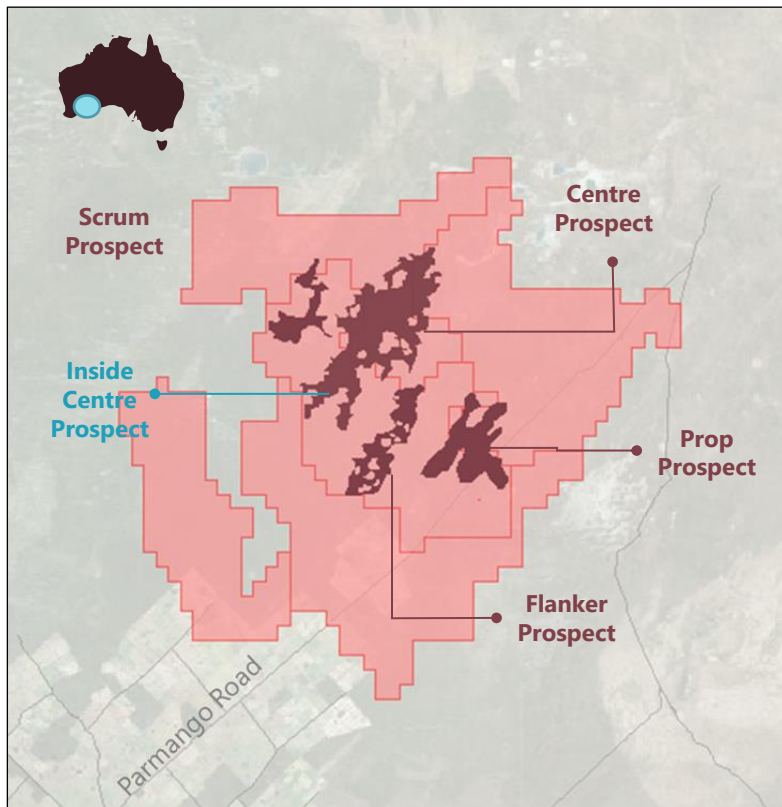 Scrum
Prospect
Centre
Prospect
Inside
Centre
Prospect
Prop
Prospect
Flanker
Prospect
Parmango Road